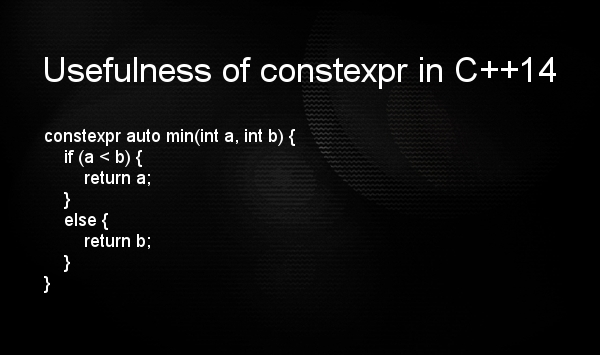 Usefulness of constexpr in C++14
constexpr auto min(int a, int b) {
    if (a < b) {
        return a;
    }
    else {
        return b;
    }
}